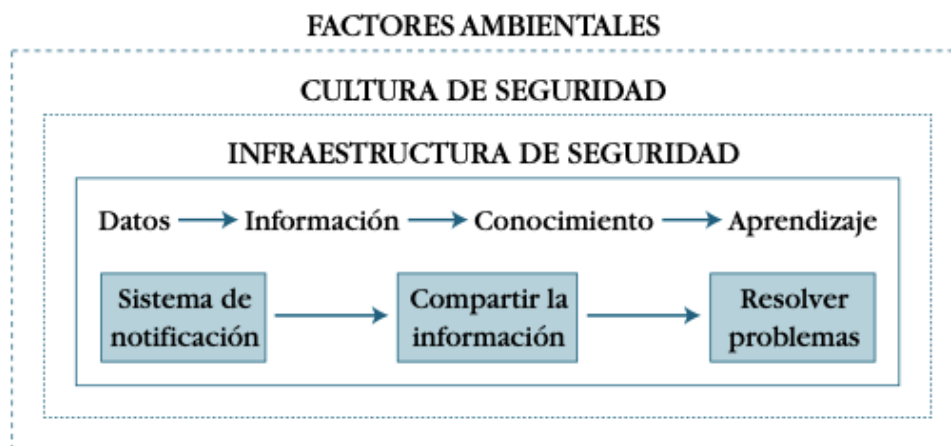 FACTORES AMBIENTALES
CULTURA DE SEGURIDAD
INFRAESTRUCTURA DE SEGURIDAD
Datos Información Conocimiento Aprendizaje
Sistema de notificación
Compartir la información
Resolver problemas